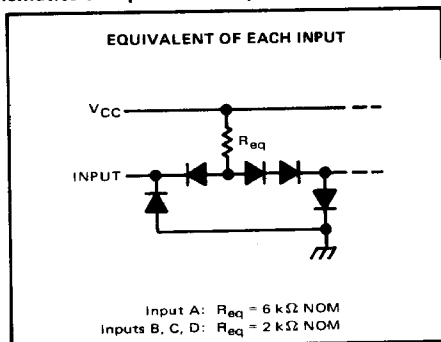 EQUIVALENT OF EACH INPUT
VCC
Req
INPUT
Input A: Req = 6 kΩ NOM
Inputs B, C, D: Req = 2 kΩ NOM